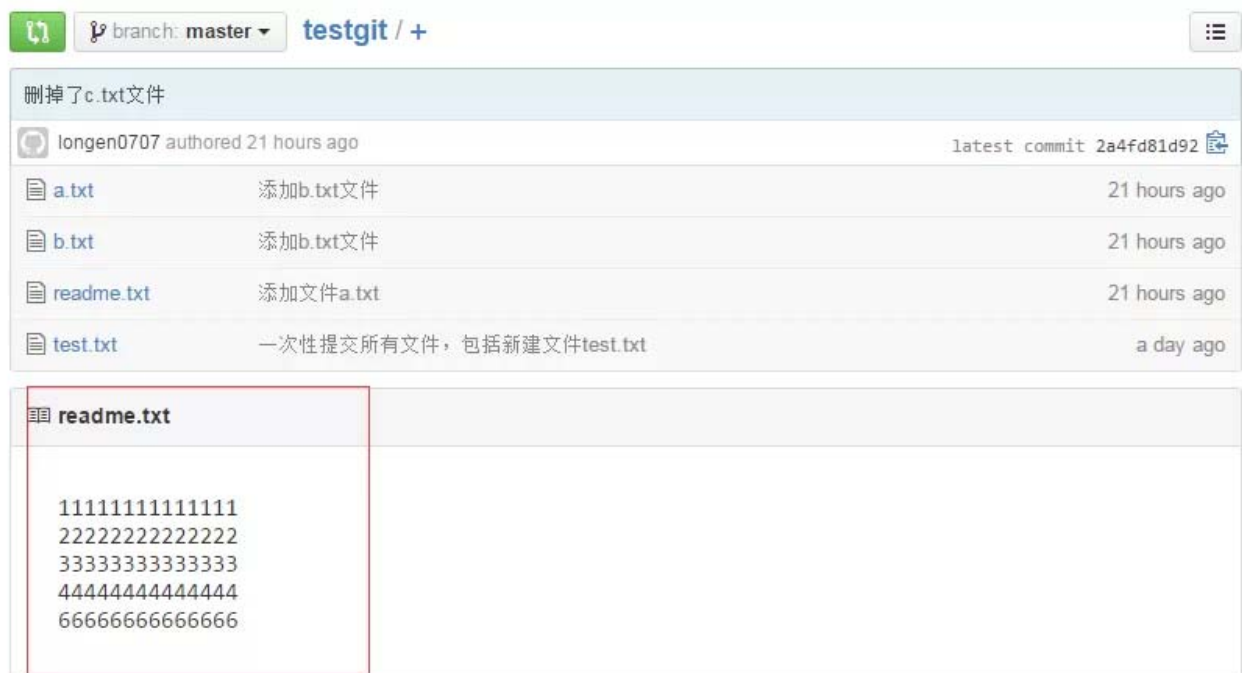 branch: master testgit / +
删掉了c.txt文件
longen0707 authored 21 hours ago latest commit 2a4fd81d92
a.txt 添加b.txt文件 21 hours ago
b.txt 添加b.txt文件 21 hours ago
readme.txt 添加文件a.txt 21 hours ago
test.txt 一次性提交所有文件，包括新建文件test.txt a day ago
readme.txt
11111111111111
22222222222222
33333333333333
44444444444444
66666666666666